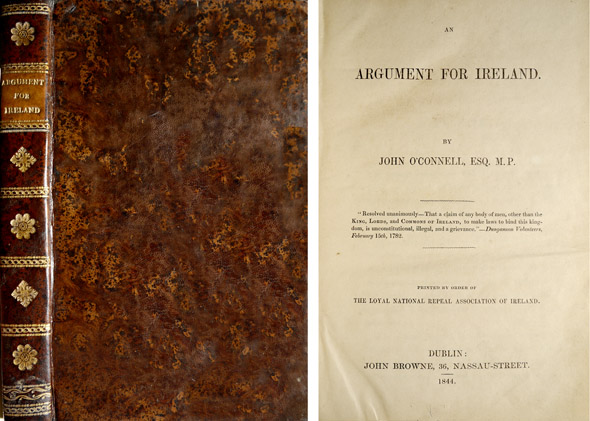 ARGUMENT
FOR
IRELAND
AN
ARGUMENT FOR IRELAND.
BY
JOHN O'CONNELL, ESQ. M.P.
"Resolved unanimously—That a claim of any body of men, other than the
KING, LORDS, and COMMONS OF IRELAND, to make laws to bind this king-
dom, is unconstitutional, illegal, and a grievance."—Dungannon Volunteers,
February 15th, 1782.
PRINTED BY ORDER OF
THE LOYAL NATIONAL REPEAL ASSOCIATION OF IRELAND.
DUBLIN:
JOHN BROWNE, 36, NASSAU-STREET.
1844.